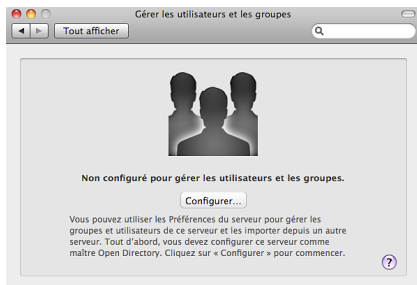 Gérer les utilisateurs et les groupes
Tout afficher
Non configuré pour gérer les utilisateurs et les groupes.
Configurer...
Vous pouvez utiliser les Préférences du serveur pour gérer les
groupes et utilisateurs de ce serveur et les importer depuis un autre
serveur. Tout d'abord, vous devez configurer ce serveur comme
maître Open Directory. Cliquez sur « Configurer » pour commencer.
?